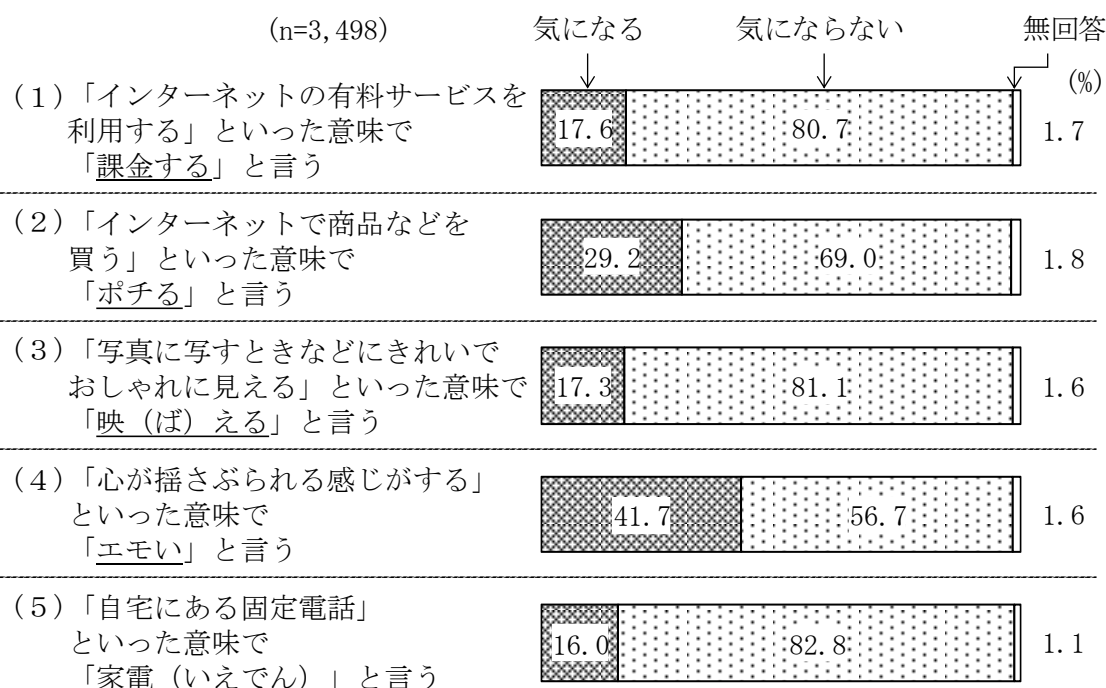 (n=3,498)
気になる 気にならない 無回答
(%)
(1)「インターネットの有料サービスを
利用する」といった意味で
「課金する」と言う
17.6 80.7 1.7
(2)「インターネットで商品などを
買う」といった意味で
「ポチる」と言う
29.2 69.0 1.8
(3)「写真に写すときなどにきれいで
おしゃれに見える」といった意味で
「映(ば)える」と言う
17.3 81.1 1.6
(4)「心が揺さぶられる感じがする」
といった意味で
「エモい」と言う
41.7 56.7 1.6
(5)「自宅にある固定電話」
といった意味で
「家電(いえでん)」と言う
16.0 82.8 1.1